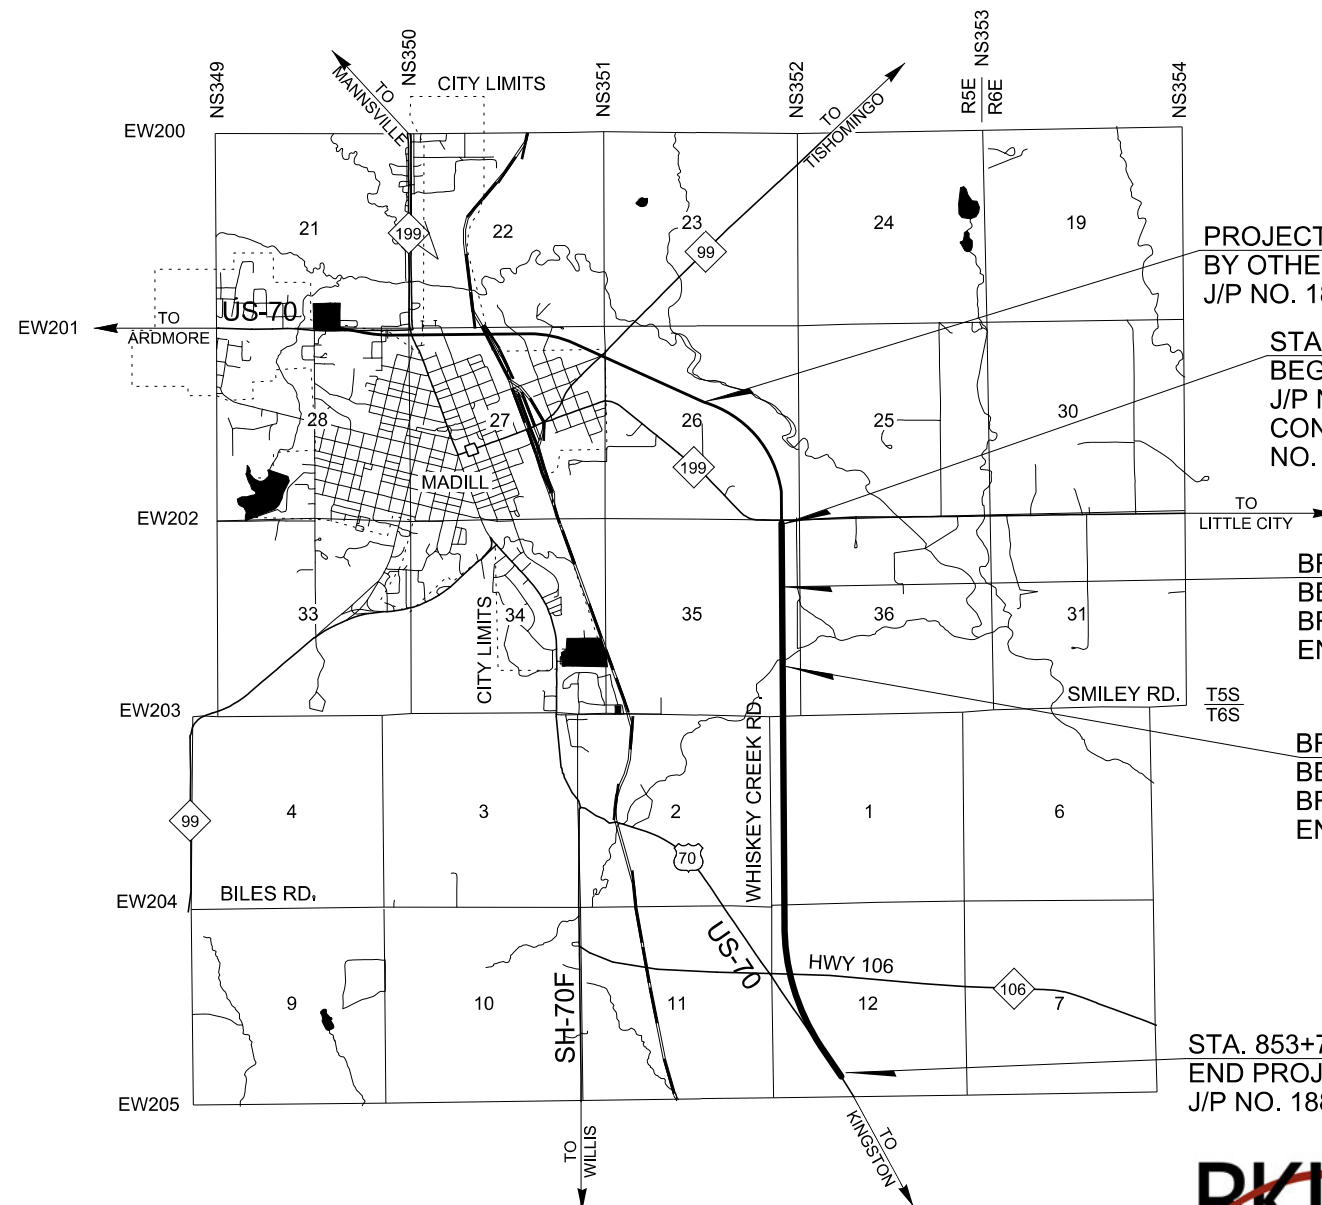 NS349
NS350
NS351
NS352
NS353
NS354
R5E
R6E
TO
MANNSVILLE
CITY LIMITS
TO
TISHOMINGO
EW200
21
199
22
23
99
24
19
PROJECT
BY OTHE
J/P NO. 18
US-70
EW201
TO
ARDMORE
STA
BEG
J/P N
CON
NO.
28
27
26
25
30
199
MADILL
EW202
TO
LITTLE CITY
33
34
35
36
31
CITY LIMITS
BE
EN
SMILEY RD.
T5S
T6S
EW203
WHISKEY CREEK RD.
BE
EN
4
3
2
1
6
99
70
BILES RD.
EW204
US-70
HWY 106
106
9
10
11
12
7
SH-70F
STA. 853+7
END PROJ
J/P NO. 188
EW205
TO
WILLIS
TO
KINGSTON